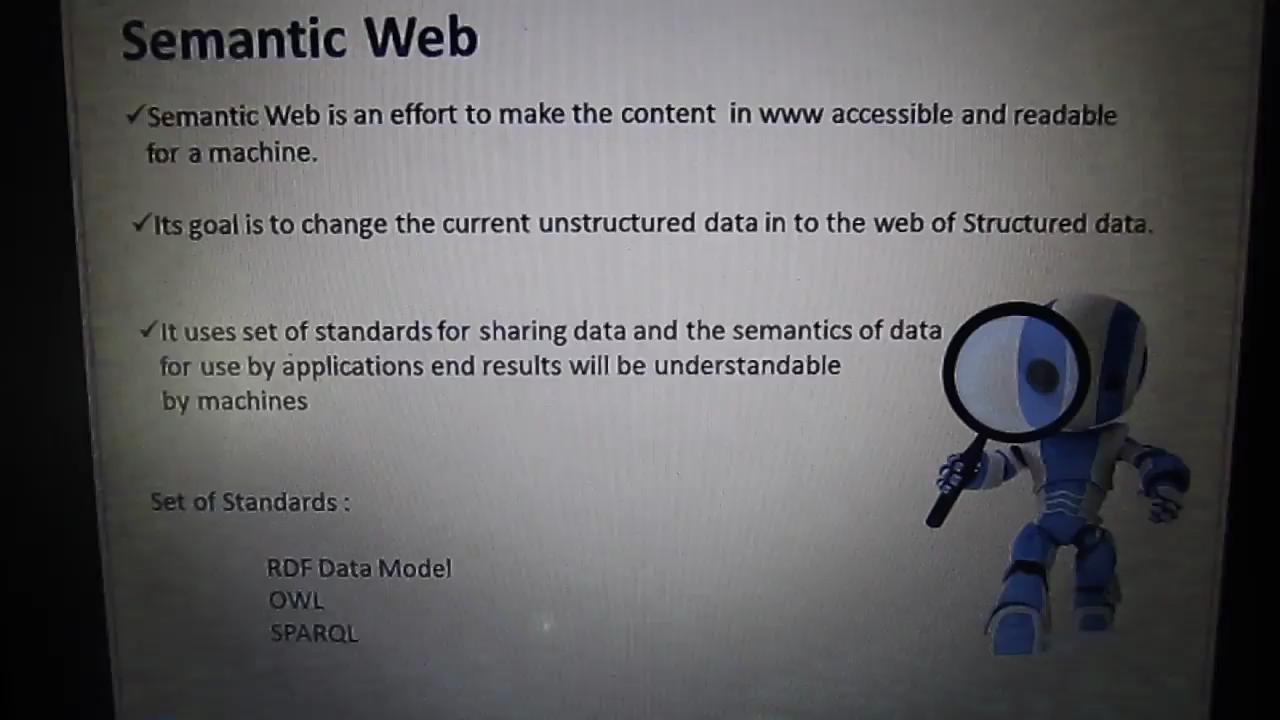 Semantic Web
✓Semantic Web is an effort to make the content in www accessible and readable
for a machine.
✓Its goal is to change the current unstructured data in to the web of Structured data.
✓It uses set of standards for sharing data and the semantics of data
for use by applications end results will be understandable
by machines
Set of Standards :
RDF Data Model
OWL
SPARQL